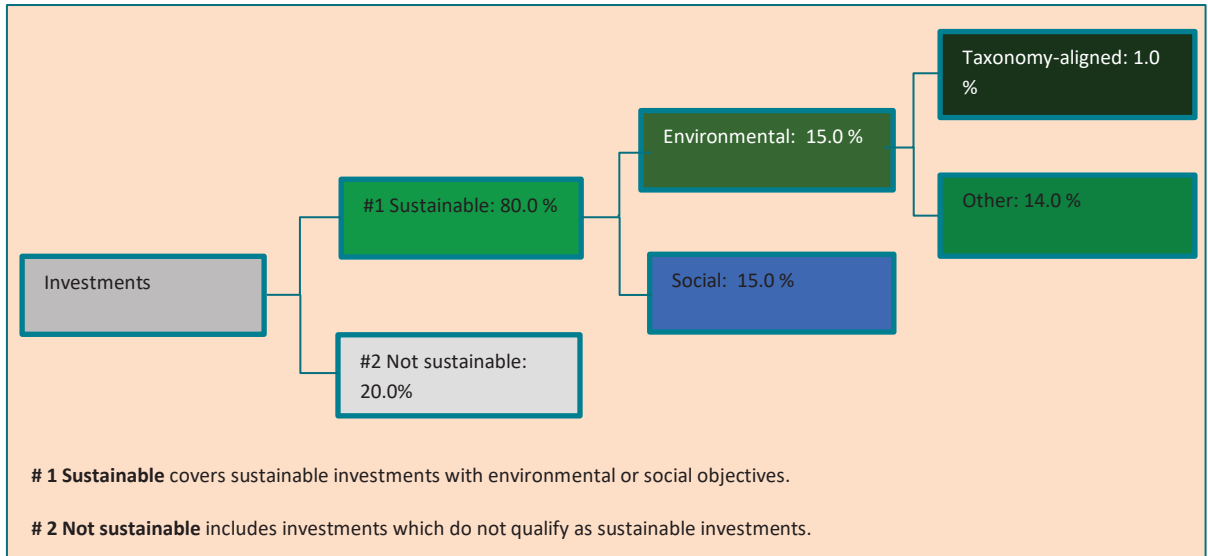 Taxonomy-aligned: 1.0
%
Environmental:  15.0 %
#1 Sustainable: 80.0 %
Other: 14.0 %
Investments
Social:  15.0 %
#2 Not sustainable:
20.0%
# 1 Sustainable covers sustainable investments with environmental or social objectives.
# 2 Not sustainable includes investments which do not qualify as sustainable investments.